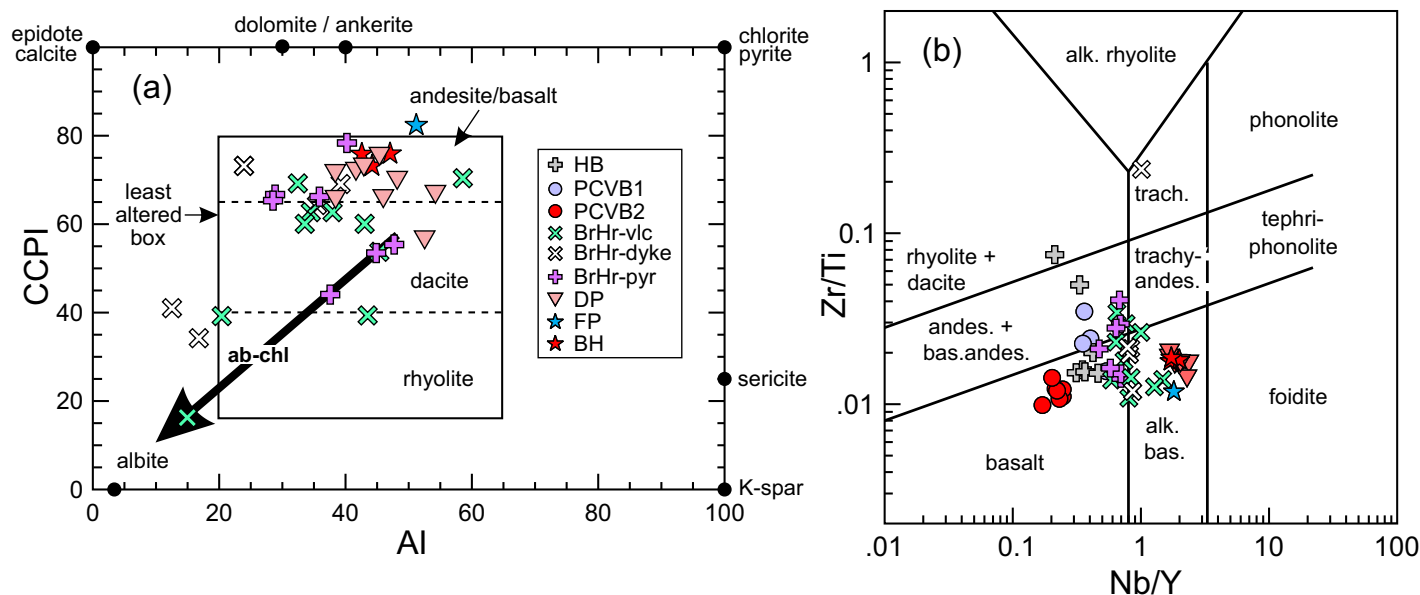 epidote
calcite
dolomite / ankerite
chlorite
pyrite
(a)
andesite/basalt
least
altered
box
dacite
rhyolite
ab-chl
albite
sericite
K-spar
CCPI
80
60
40
20
0
0
20
40
60
80
100
AI
HB
PCVB1
PCVB2
BrHr-vlc
BrHr-dyke
BrHr-pyr
DP
FP
BH
(b)
alk. rhyolite
phonolite
trach.
tephri-
phonolite
rhyolite +
dacite
trachy-
andes.
andes. +
bas.andes.
foidite
alk.
bas.
basalt
Zr/Ti
1
0.1
.01
.01
0.1
1
10
100
Nb/Y